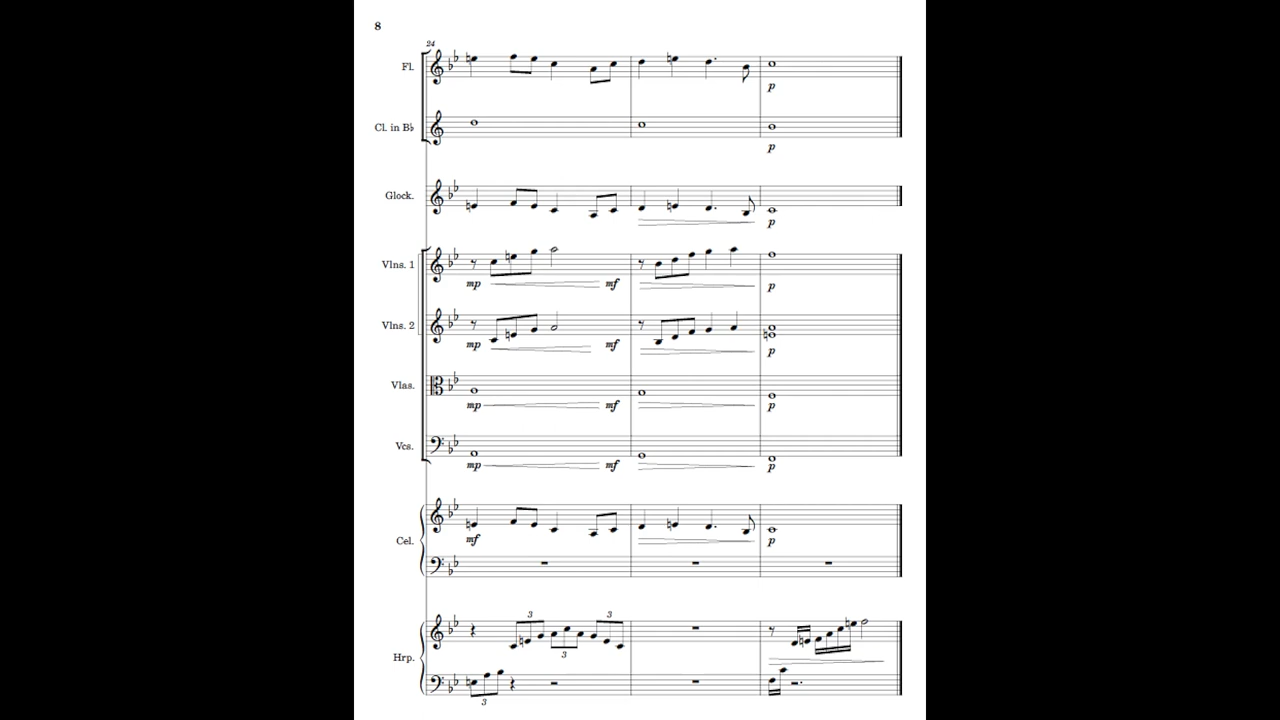 8
24
Fl.
p
Cl. in B♭
p
Glock.
p
Vlns. 1
mp mf p
Vlns. 2
mp mf p
Vlas.
mp mf p
Vcs.
mp mf p
Cel.
mf p
3 3
3
Hrp.
3